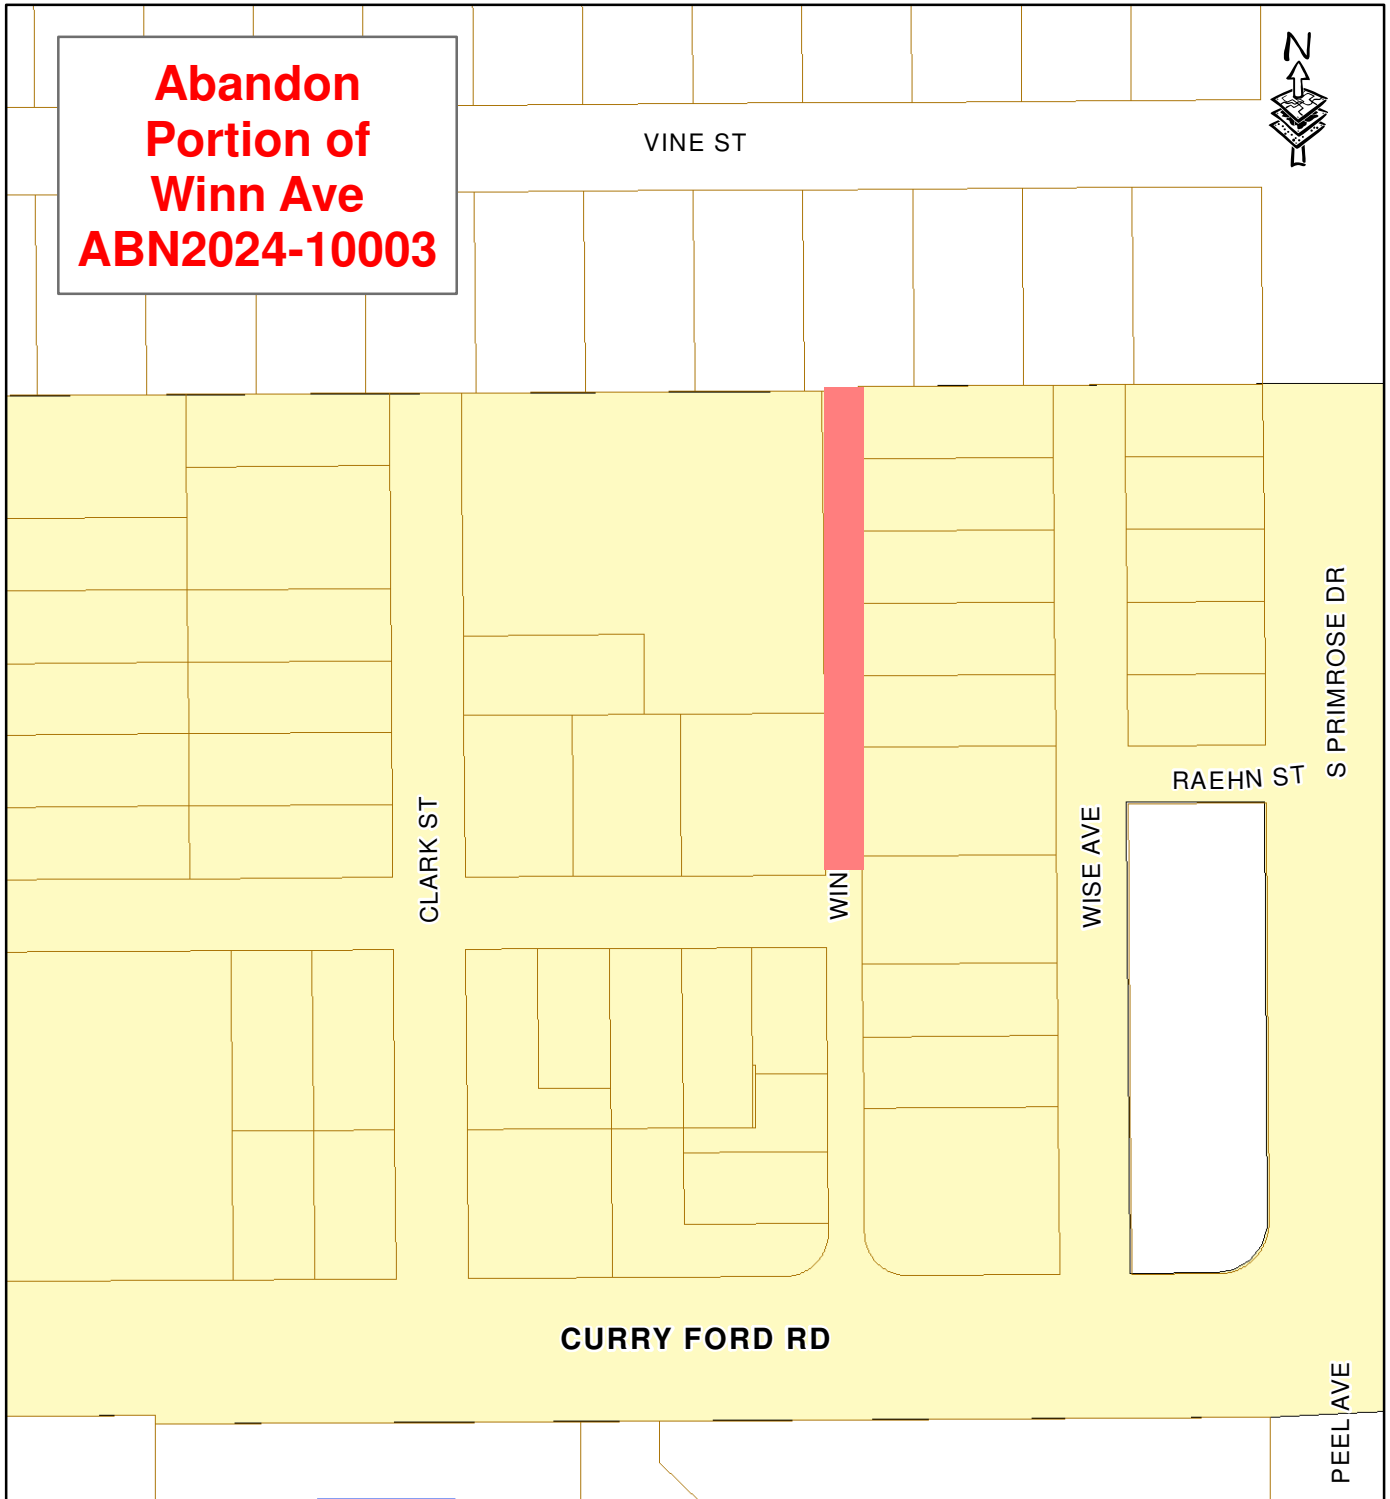 Abandon
Portion of
Winn Ave
ABN2024-10003
N
VINE ST
S PRIMROSE DR
RAEHN ST
CLARK ST
WISE AVE
WIN
CURRY FORD RD
PEEL AVE